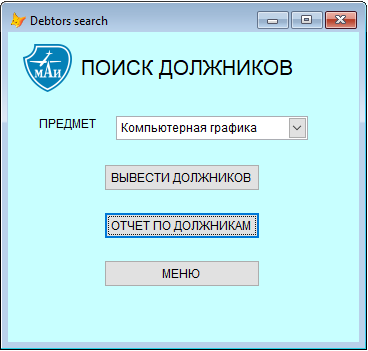 Debtors search
МАИ
ПОИСК ДОЛЖНИКОВ
ПРЕДМЕТ
Компьютерная графика
ВЫВЕСТИ ДОЛЖНИКОВ
ОТЧЕТ ПО ДОЛЖНИКАМ
МЕНЮ